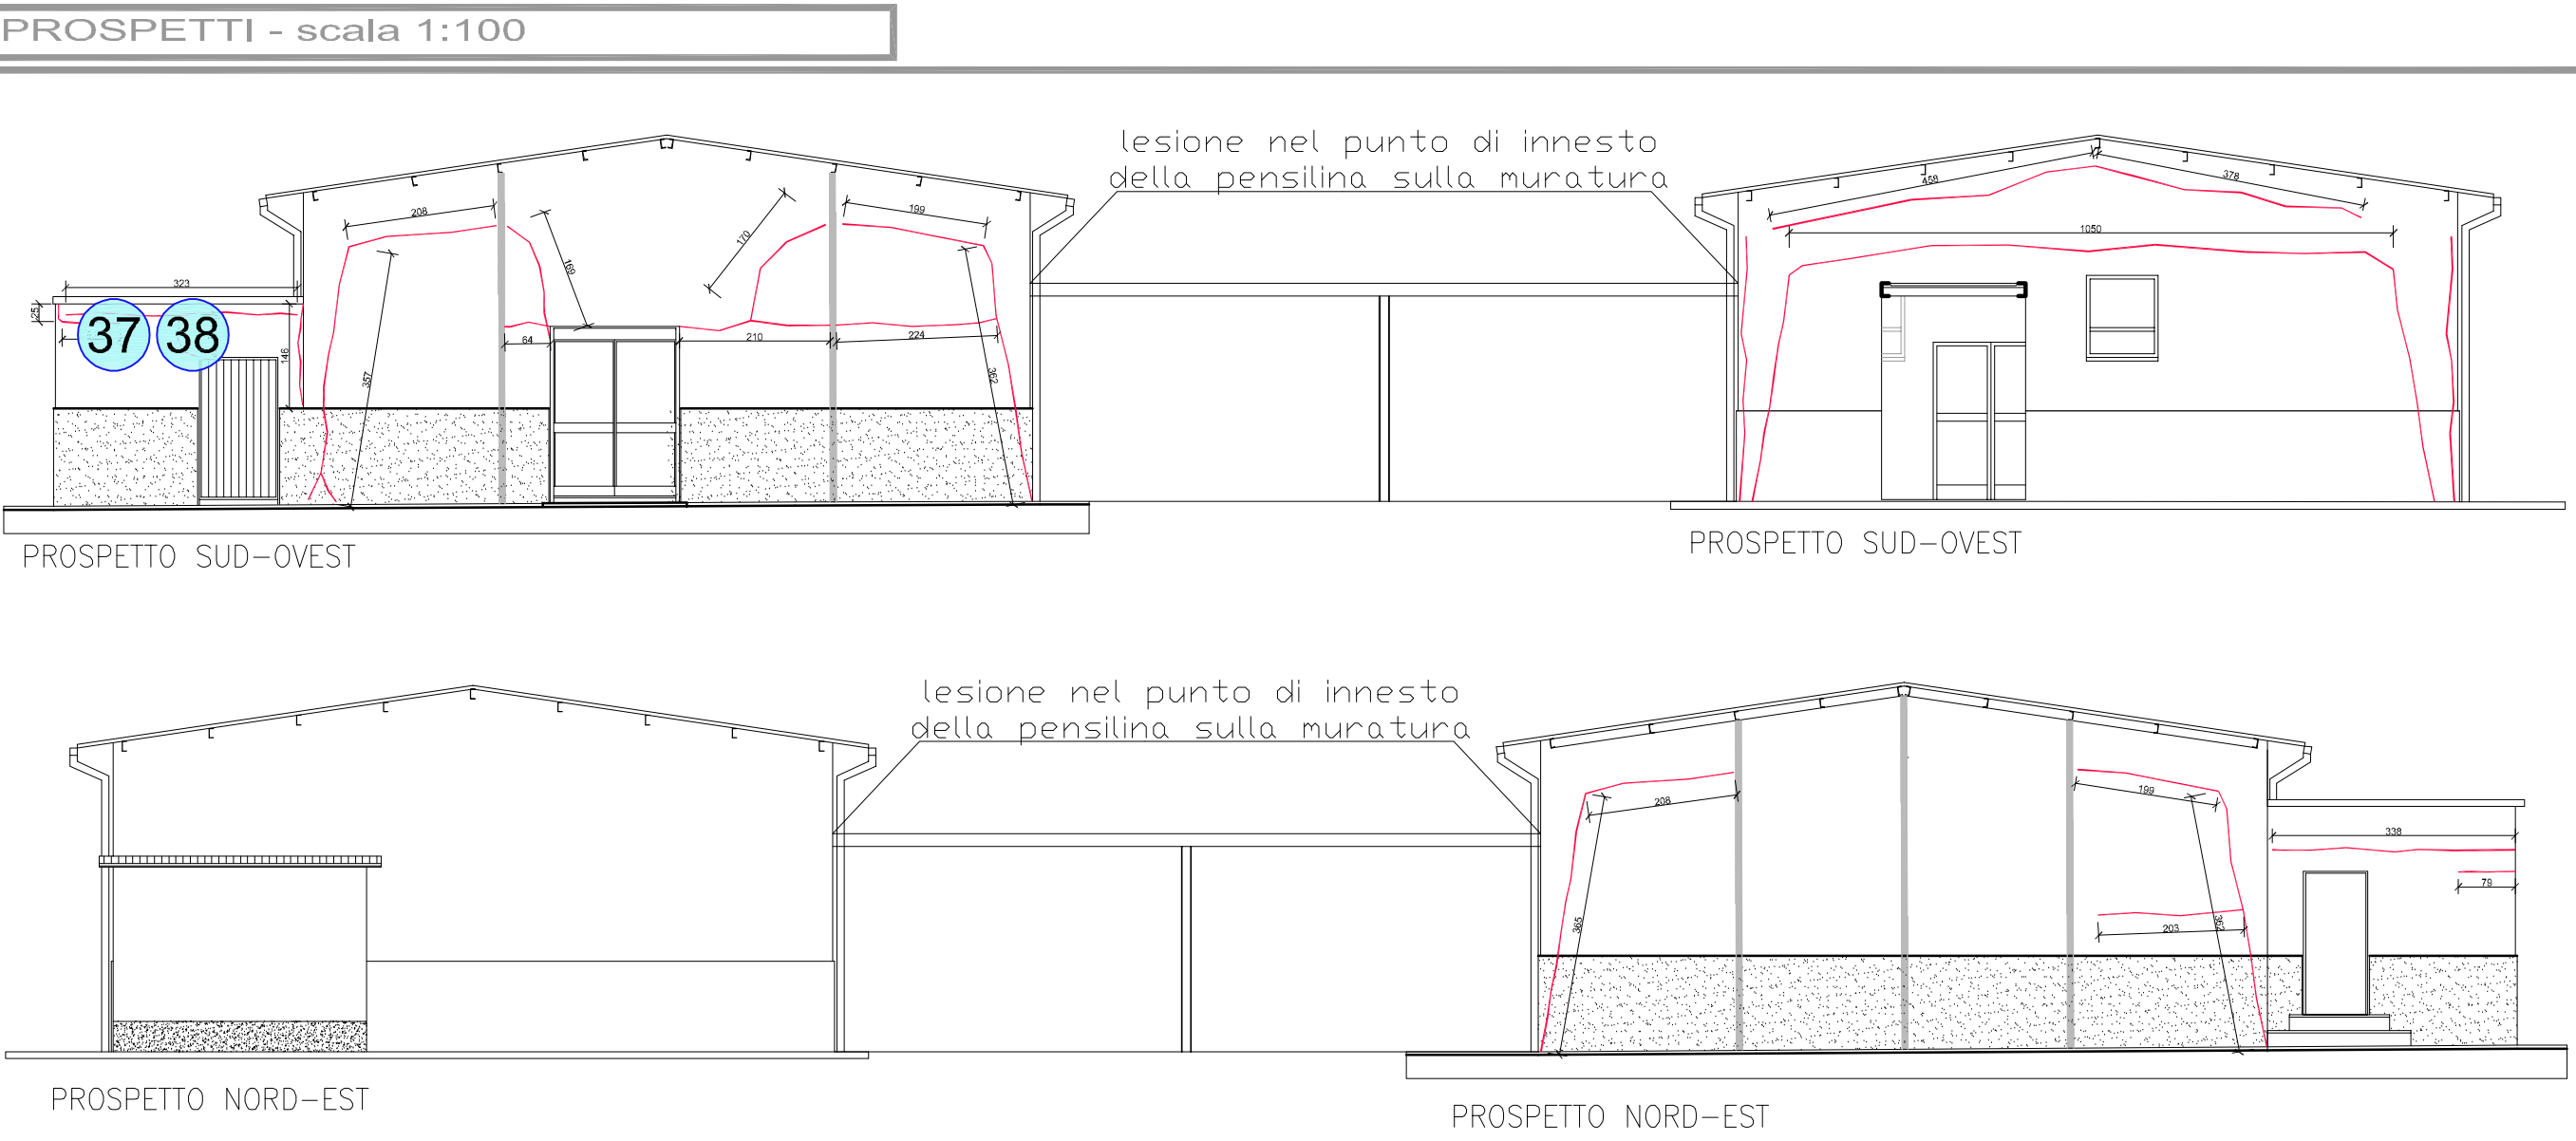 PROSPETTI - scala 1:100
lesione nel punto di innesto
della pensilina sulla muratura
458
378
1050
208
199
169
170
323
25
37
38
146
64
210
224
357
362
PROSPETTO SUD-OVEST
PROSPETTO SUD-OVEST
lesione nel punto di innesto
della pensilina sulla muratura
208
199
338
79
365
203
352
PROSPETTO NORD-EST
PROSPETTO NORD-EST